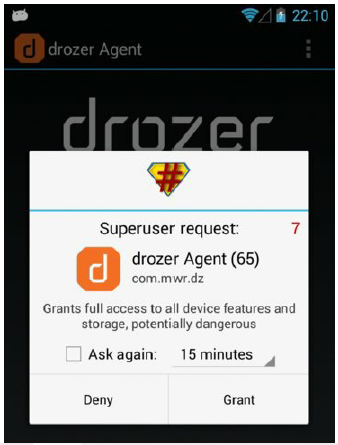 22:10
drozer Agent
drozer
#
Superuser request: 7
drozer Agent (65)
com.mwr.dz
Grants full access to all device features and
storage, potentially dangerous
Ask again: 15 minutes
Deny Grant